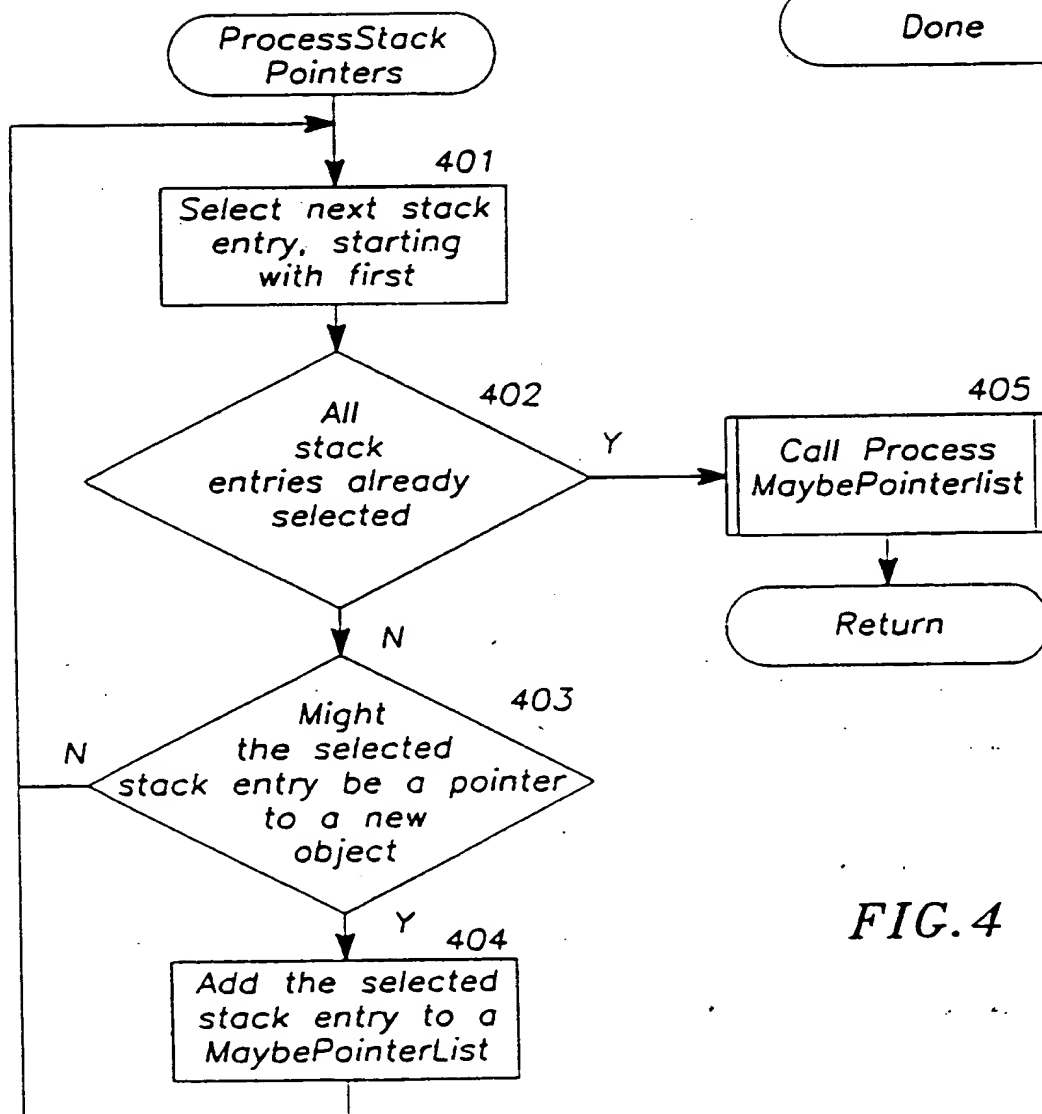 ProcessStack
Pointers
Done
401
Select next stack
entry, starting
with first
402
All
stack
entries already
selected
Y
405
Call Process
MaybePointerlist
Return
N
403
Might
the selected
stack entry be a pointer
to a new
object
N
Y
404
Add the selected
stack entry to a
MaybePointerList
FIG. 4